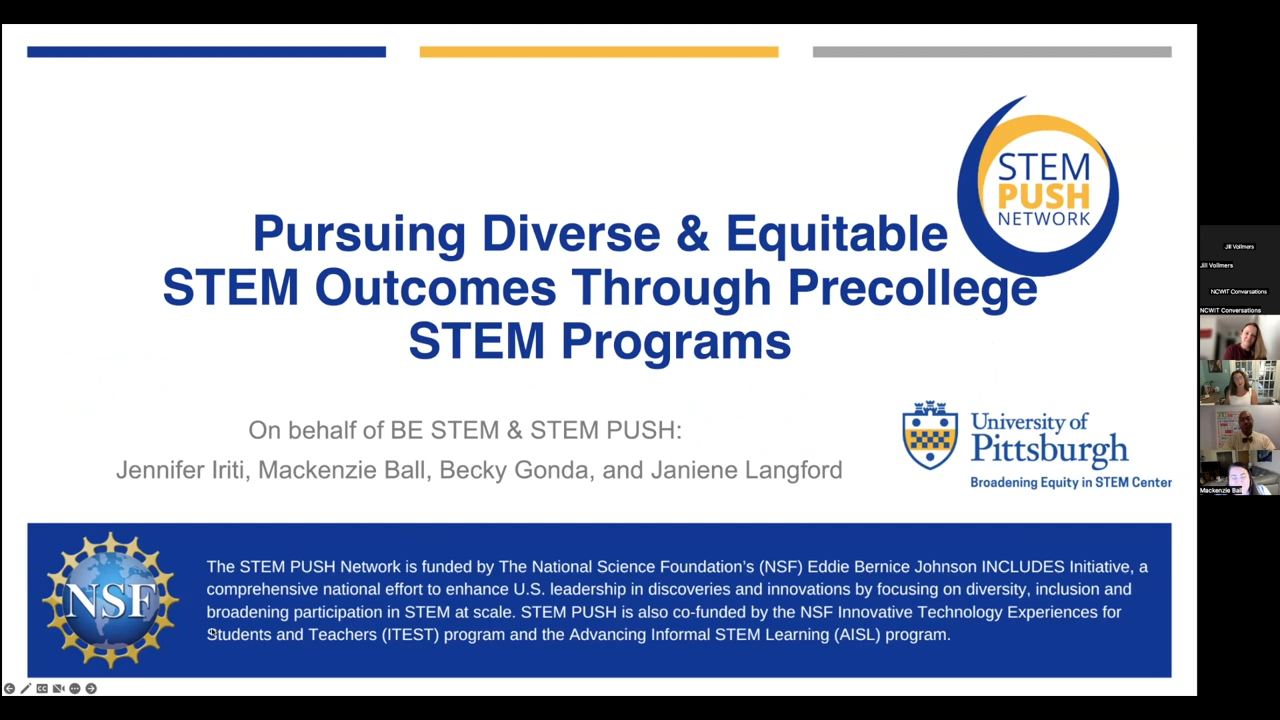 STEM
PUSH
NETWORK
Pursuing Diverse & Equitable
STEM Outcomes Through Precollege
STEM Programs
On behalf of BE STEM & STEM PUSH:
Jennifer Iriti, Mackenzie Ball, Becky Gonda, and Janiene Langford
University of
Pittsburgh
Broadening Equity in STEM Center
NSF
The STEM PUSH Network is funded by The National Science Foundation's (NSF) Eddie Bernice Johnson INCLUDES Initiative, a
comprehensive national effort to enhance U.S. leadership in discoveries and innovations by focusing on diversity, inclusion and
broadening participation in STEM at scale. STEM PUSH is also co-funded by the NSF Innovative Technology Experiences for
Students and Teachers (ITEST) program and the Advancing Informal STEM Learning (AISL) program.
Jill Vollmers
Jill Vollmers
NCWIT Conversations
NCWIT Conversations
Mackenzie Ball